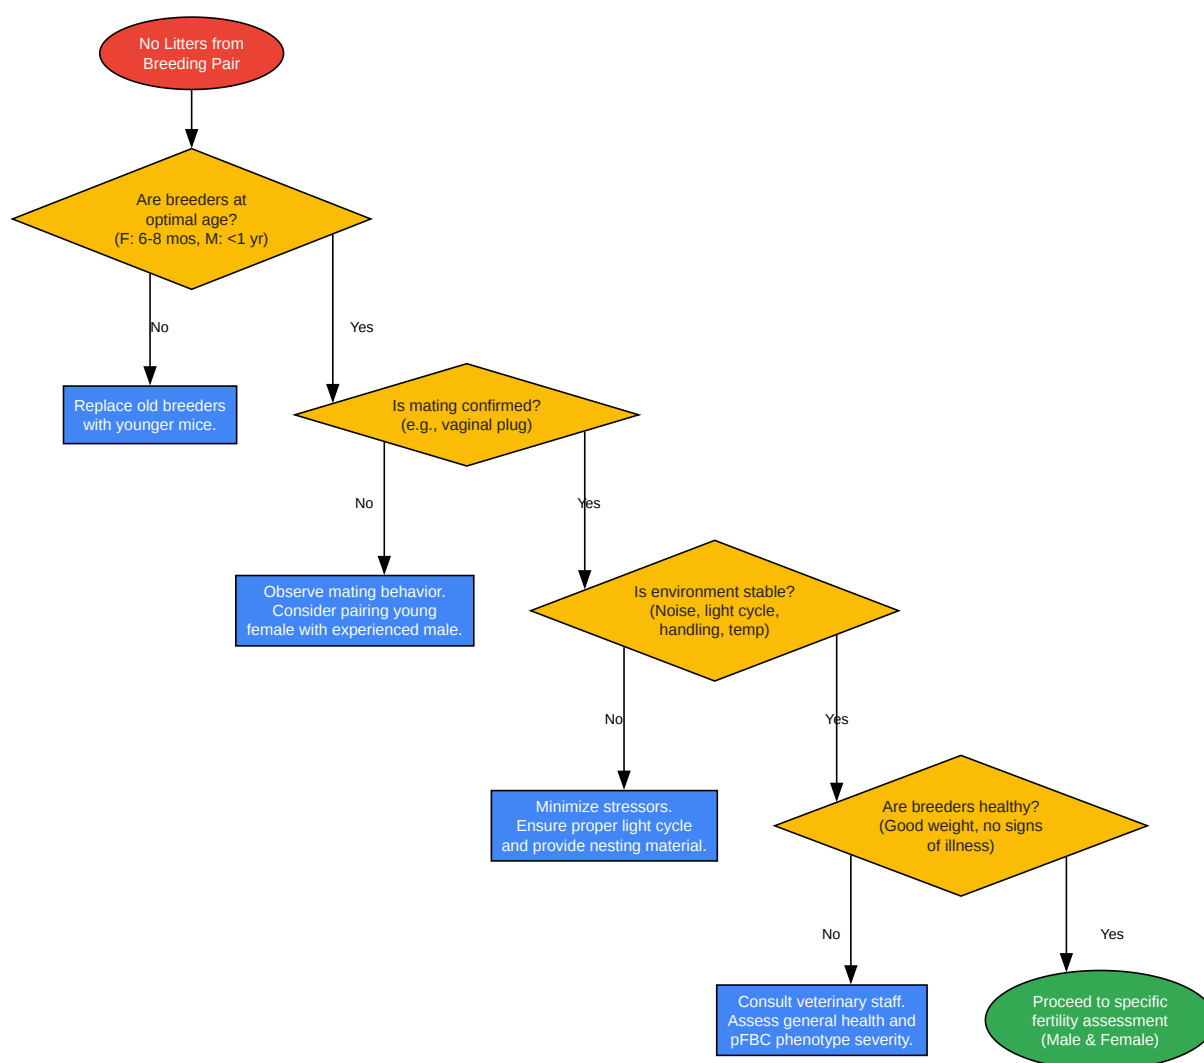 No Litters from
Breeding Pair
Are breeders at
optimal age?
(F: 6-8 mos, M: <1 yr)
No
Yes
Replace old breeders
with younger mice.
Is mating confirmed?
(e.g., vaginal plug)
No
Yes
Observe mating behavior.
Consider pairing young
female with experienced male.
Is environment stable?
(Noise, light cycle,
handling, temp)
No
Yes
Minimize stressors.
Ensure proper light cycle
and provide nesting material.
Are breeders healthy?
(Good weight, no signs
of illness)
No
Yes
Consult veterinary staff.
Assess general health and
pFBC phenotype severity.
Proceed to specific
fertility assessment
(Male & Female)